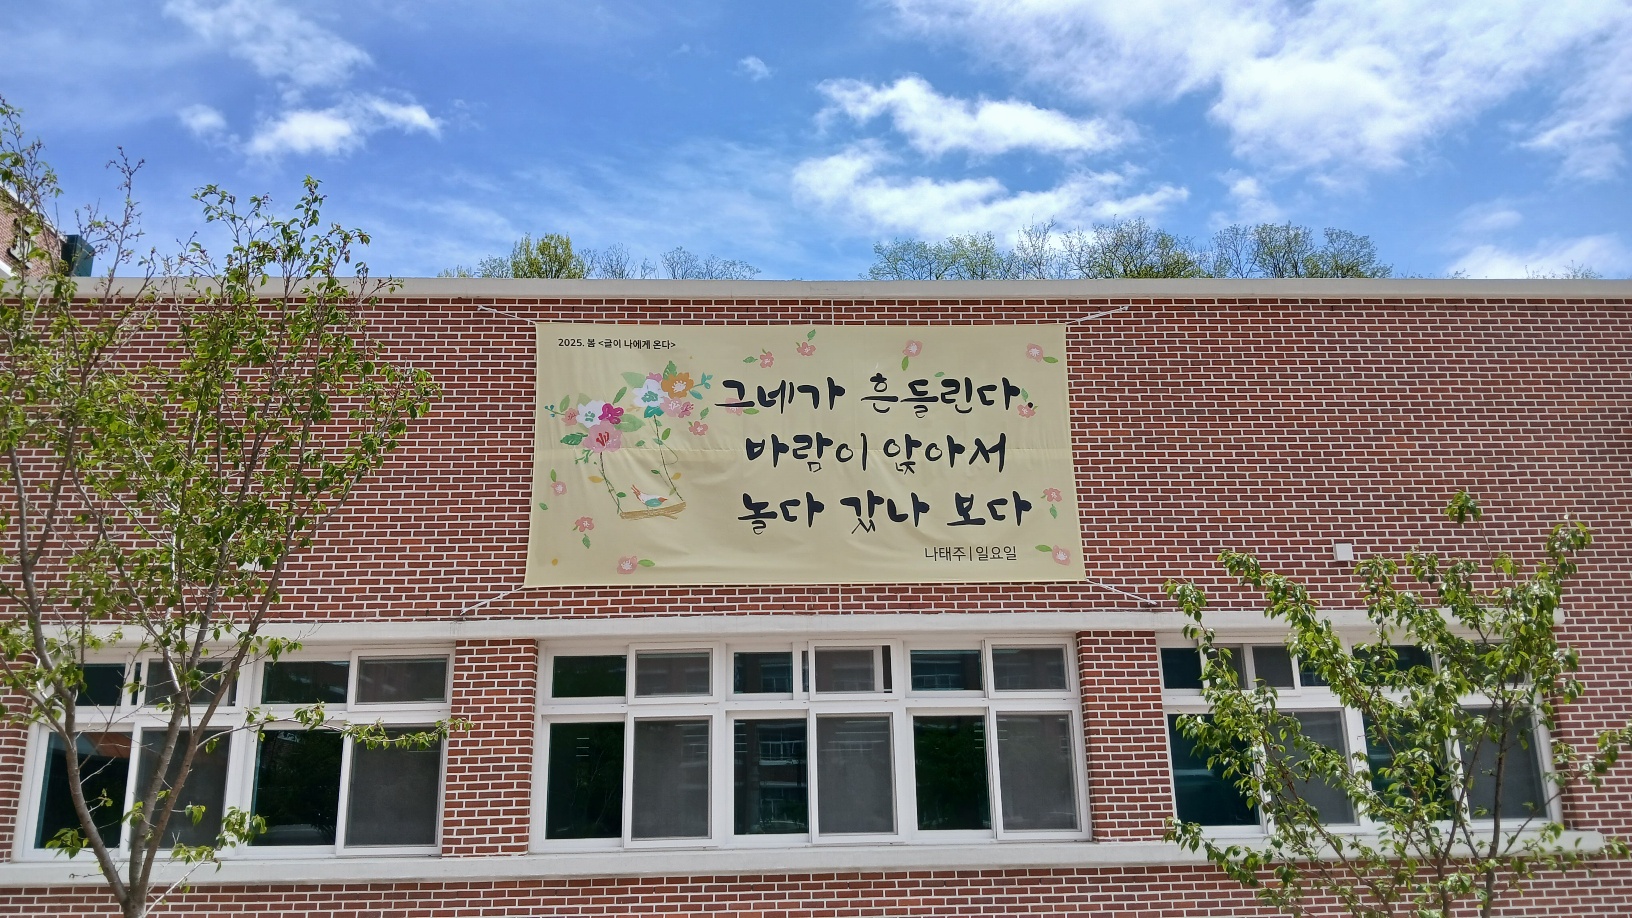 2025. 봄 <글이 나에게 온다>
그네가 흔들린다.
바람이 앉아서
놀다 갔나 보다
나태주 | 일요일